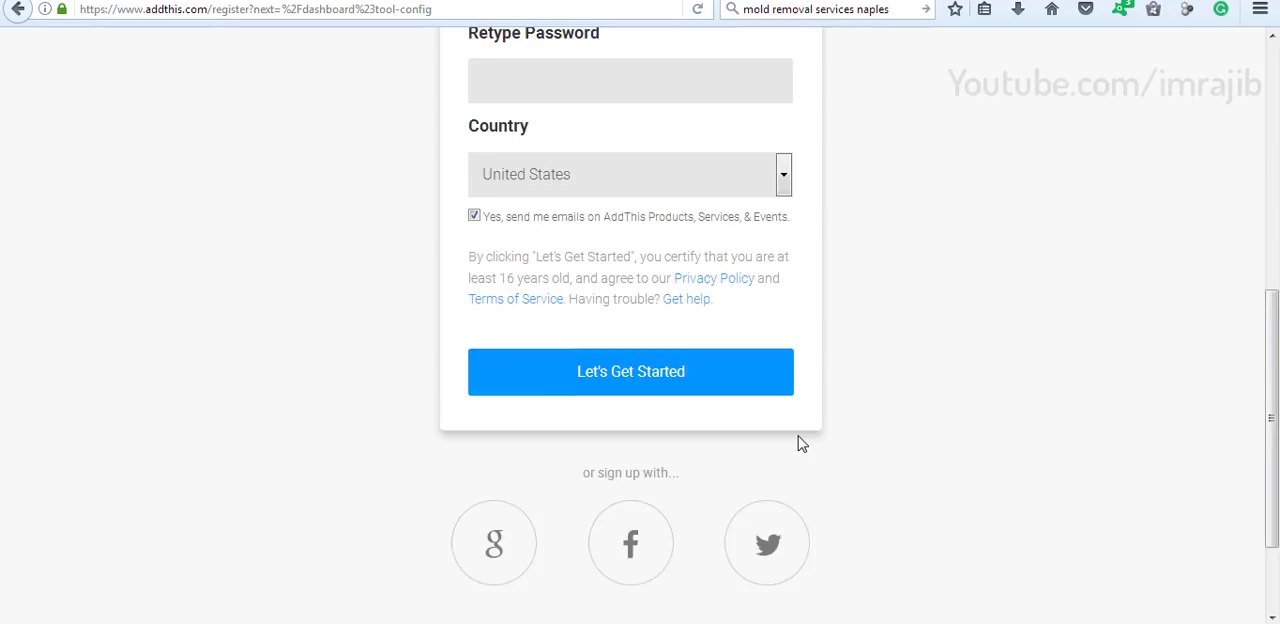 https://www.addthis.com/register?next=%2Fdashboard%23tool-config
mold removal services naples
3
Youtube.com/imrajib
Retype Password
Country
United States
Yes, send me emails on AddThis Products, Services, & Events.
By clicking "Let's Get Started", you certify that you are at
least 16 years old, and agree to our Privacy Policy and
Terms of Service. Having trouble? Get help.
Let's Get Started
or sign up with...